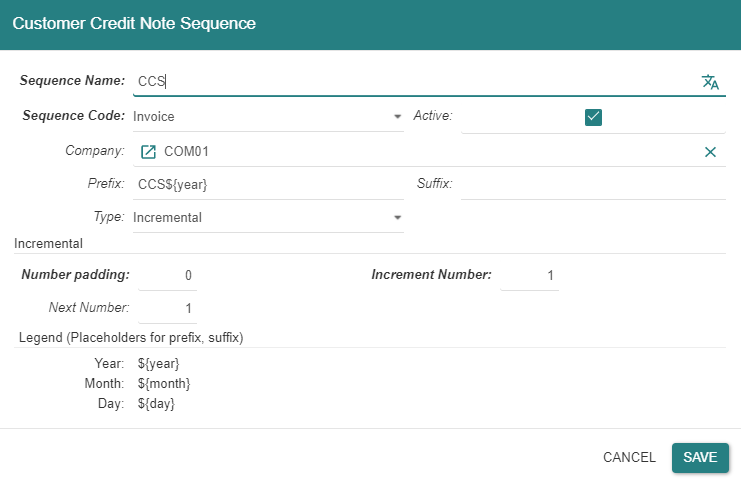 Customer Credit Note Sequence
Sequence Name: CCS
Sequence Code: Invoice Active:
Company: COM01
Prefix: CCS${year} Suffix:
Type: Incremental
Incremental
Number padding: 0 Increment Number: 1
Next Number: 1
Legend (Placeholders for prefix, suffix)
Year: ${year}
Month: ${month}
Day: ${day}
CANCEL SAVE